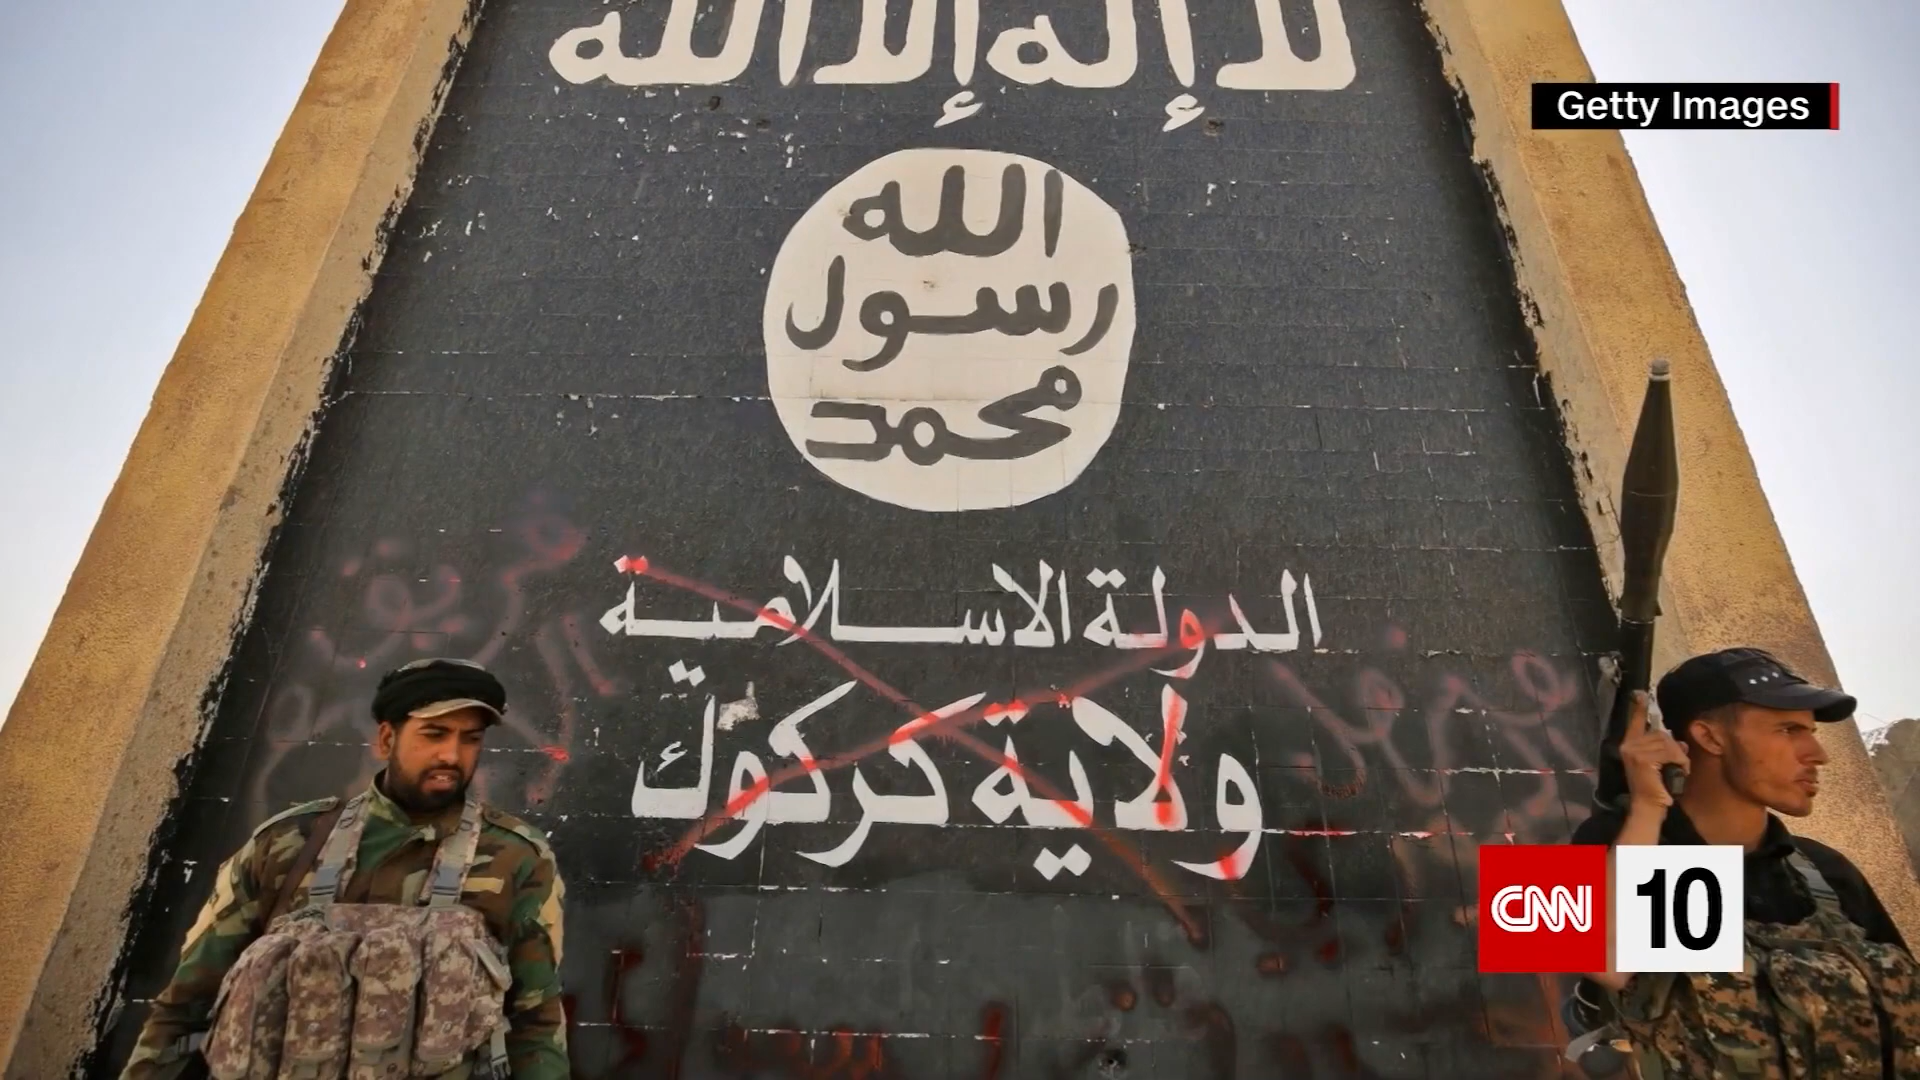 لا إله إلا الله
Getty Images
الله
رسول
محمد
الدولة الاسلامية
ولاية كركوك
CNN 10